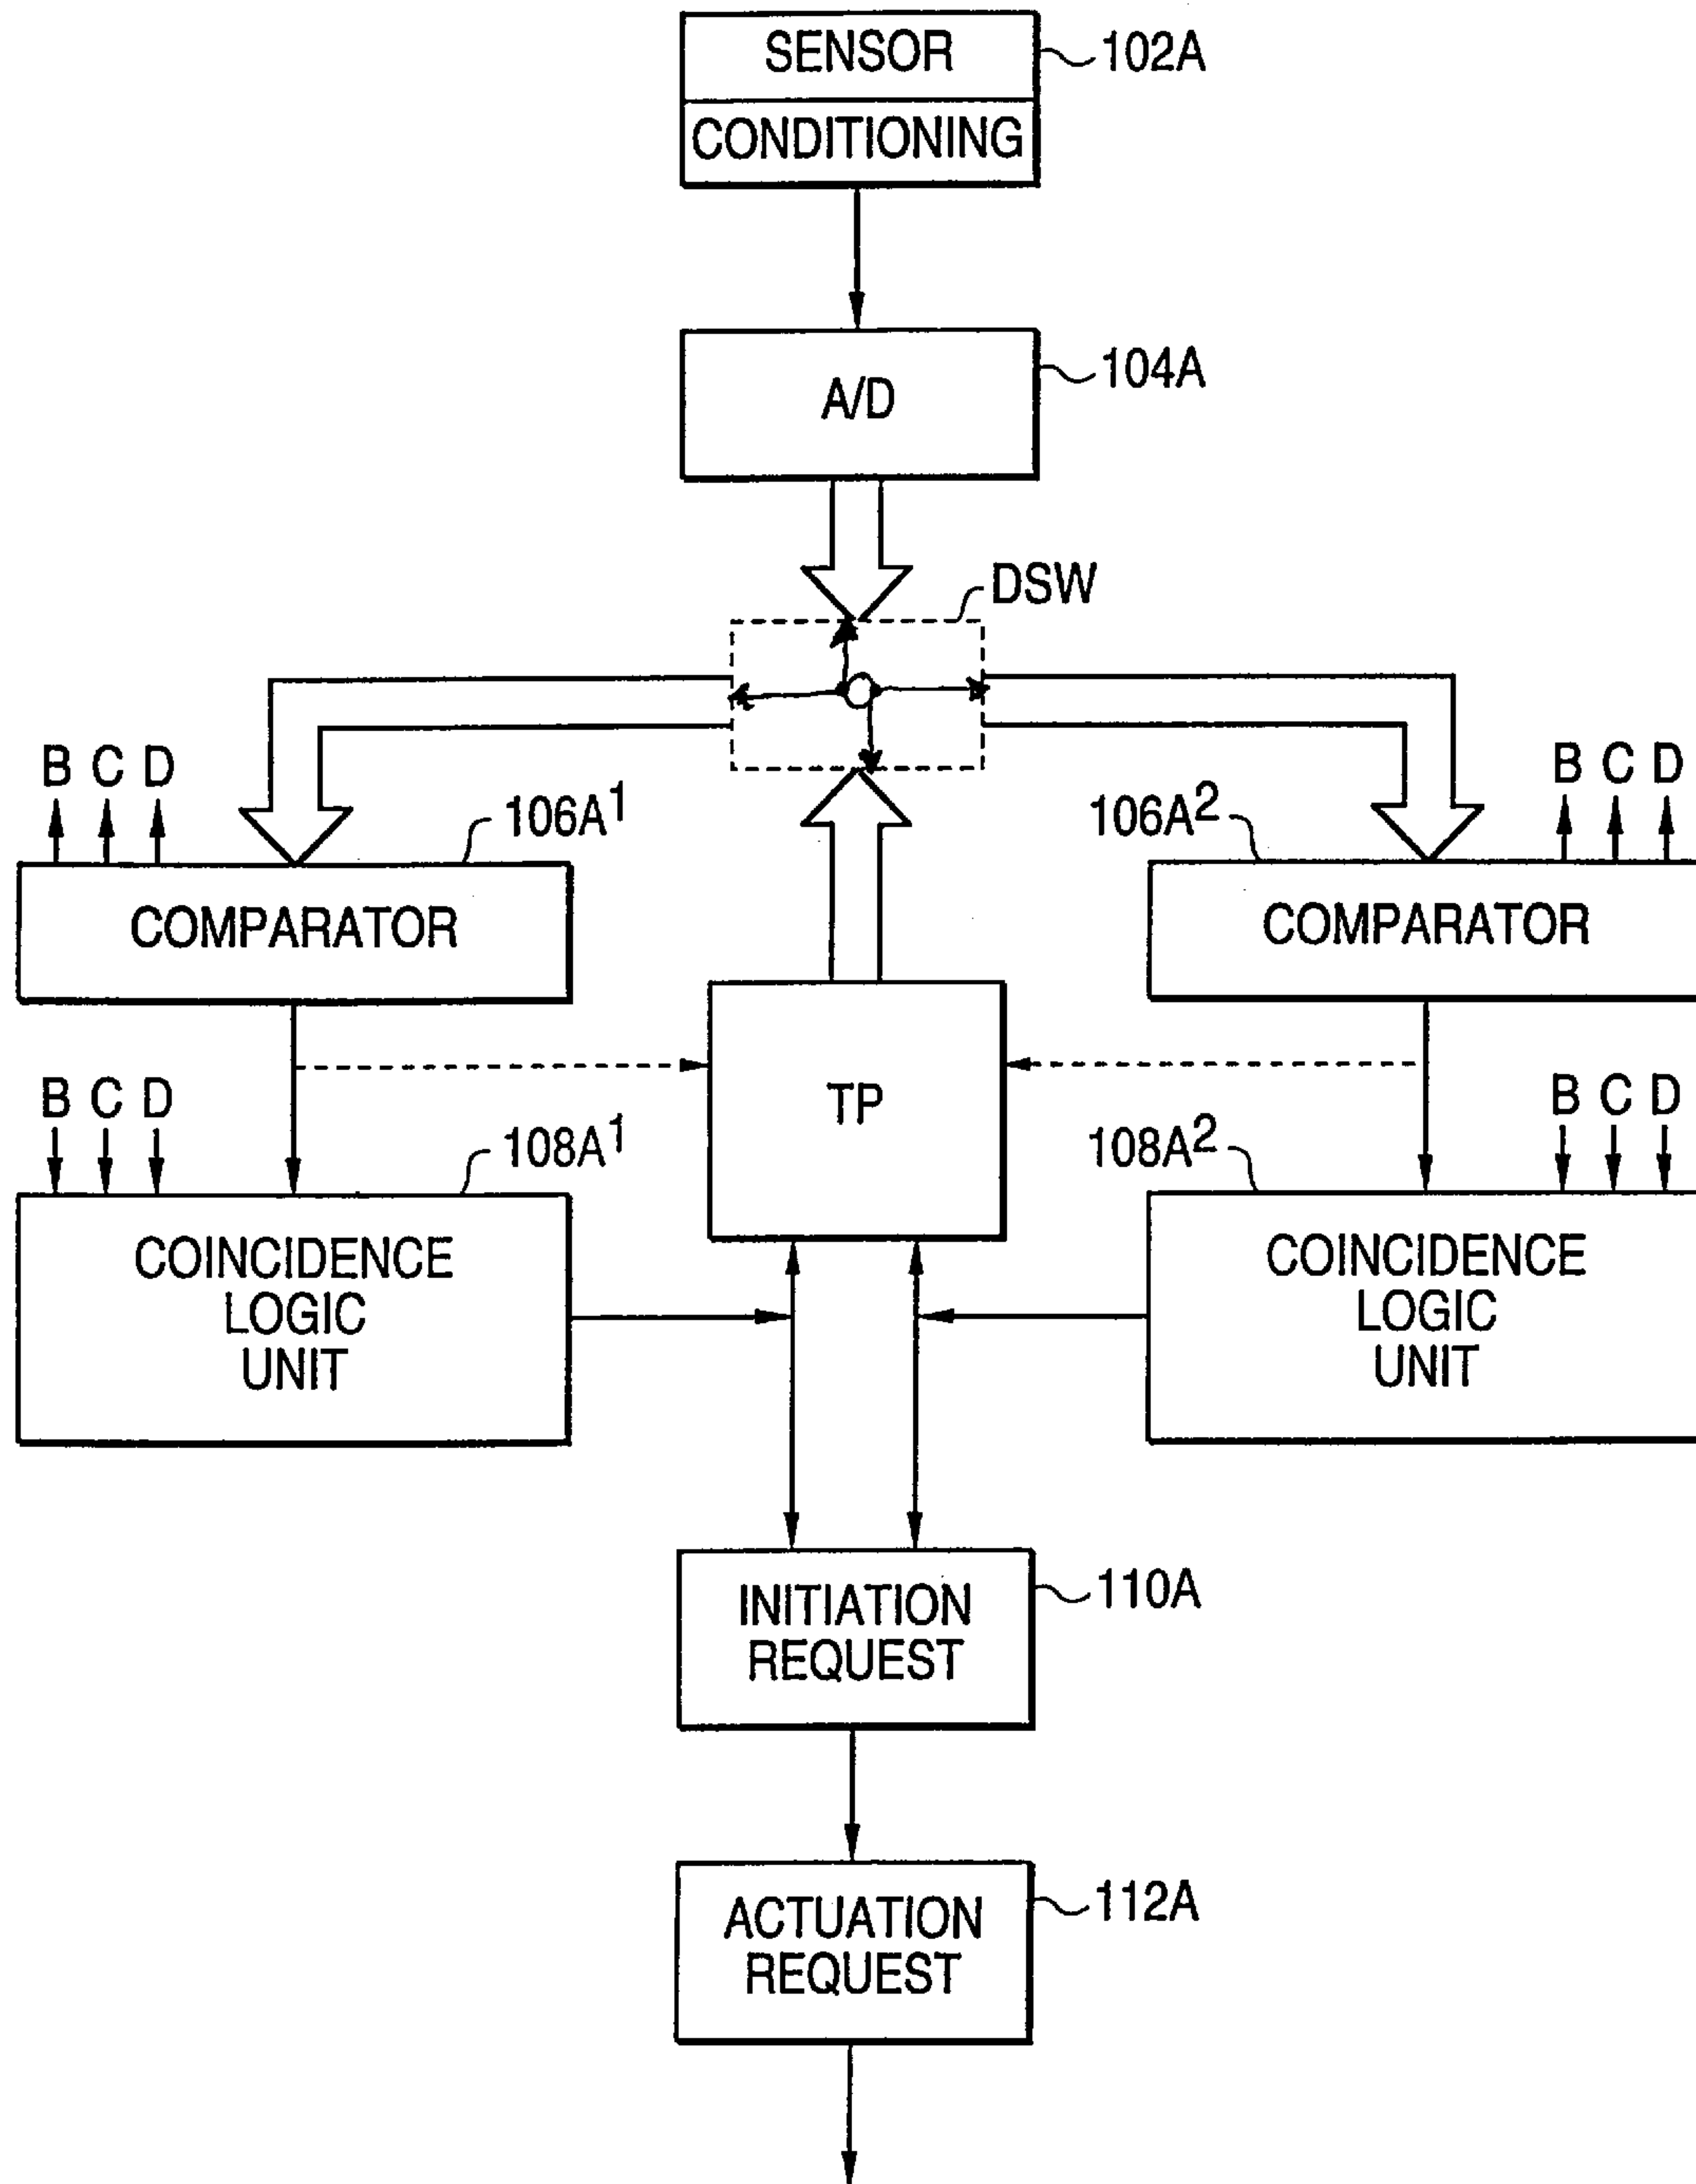 SENSOR
102A
CONDITIONING
A/D
104A
DSW
B C D
106A1
106A2
B C D
COMPARATOR
COMPARATOR
TP
B C D
108A1
108A2
B C D
COINCIDENCE
LOGIC
UNIT
COINCIDENCE
LOGIC
UNIT
INITIATION
REQUEST
110A
ACTUATION
REQUEST
112A